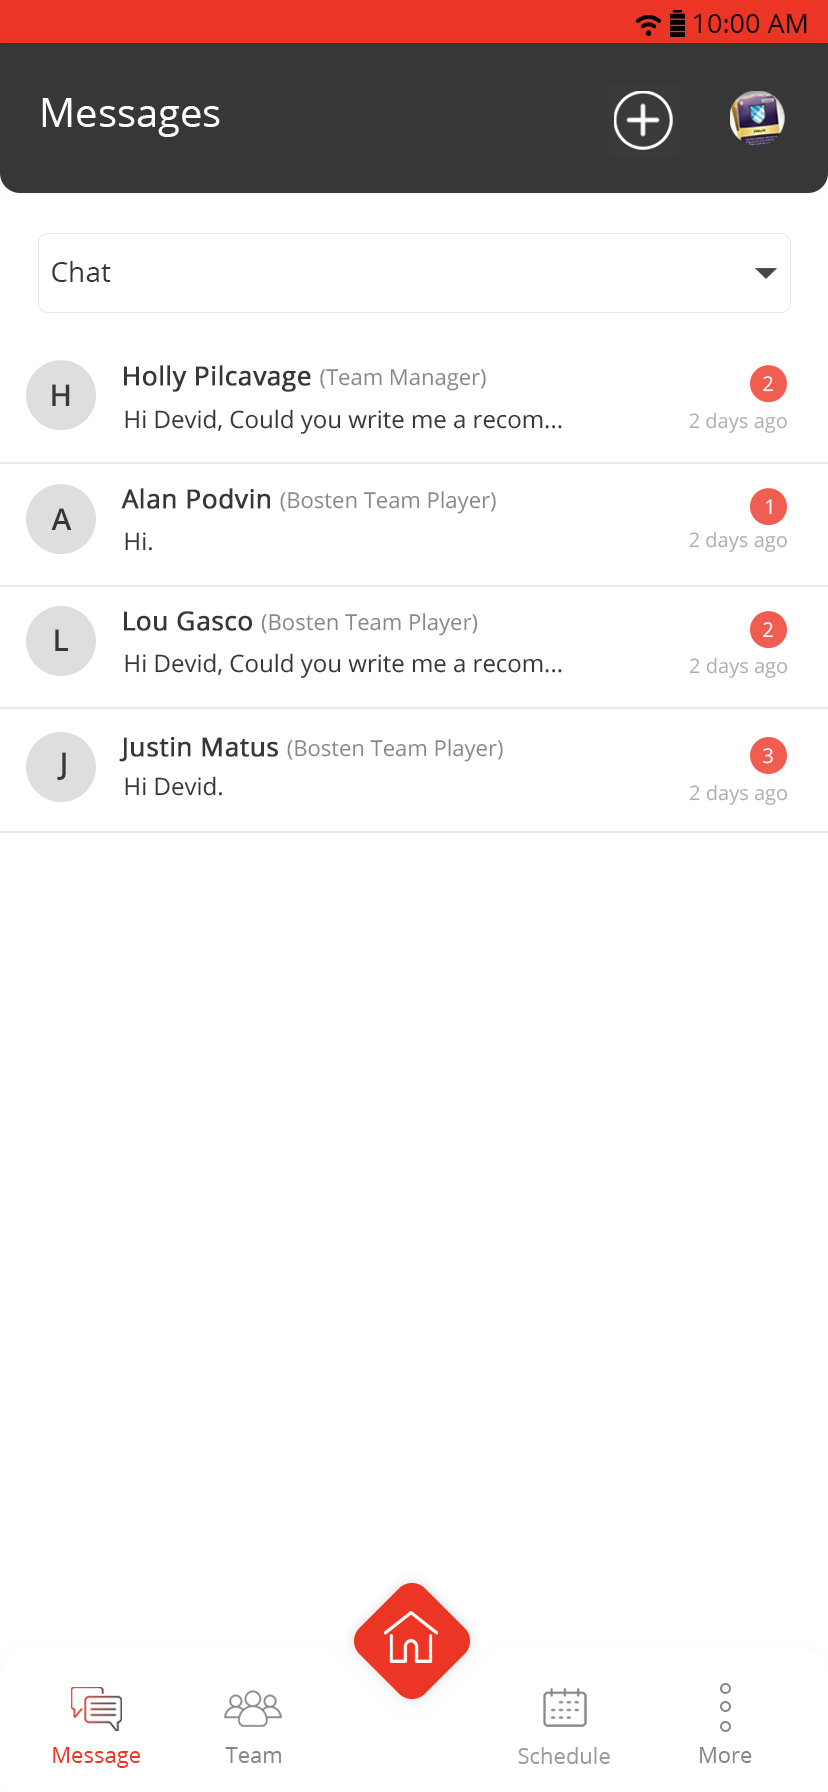 10:00 AM
Messages
Chat
H
Holly Pilcavage (Team Manager)
2
Hi Devid, Could you write me a recom...
2 days ago
A
Alan Podvin (Bosten Team Player)
1
Hi.
2 days ago
L
Lou Gasco (Bosten Team Player)
2
Hi Devid, Could you write me a recom...
2 days ago
J
Justin Matus (Bosten Team Player)
3
Hi Devid.
2 days ago
Message
Team
Schedule
More